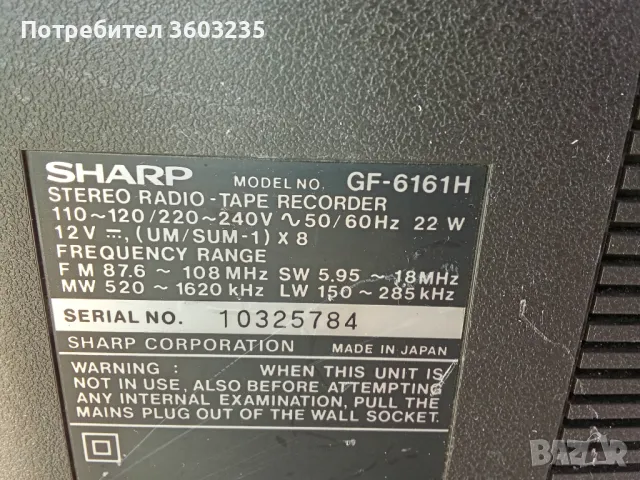 Потребител 3603235
SHARP MODEL NO. GF-6161H
STEREO RADIO-TAPE RECORDER
110~120/220~240V ∿ 50/60Hz 22 W
12V ⎓, (UM/SUM-1) X 8
FREQUENCY RANGE
FM 87.6 ~ 108 MHz SW 5.95 ~ 18MHz
MW 520 ~ 1620 kHz LW 150 ~ 285 kHz
SERIAL NO. 10325784
SHARP CORPORATION MADE IN JAPAN
WARNING : WHEN THIS UNIT IS
NOT IN USE, ALSO BEFORE ATTEMPTING
ANY INTERNAL EXAMINATION, PULL THE
MAINS PLUG OUT OF THE WALL SOCKET.
BAZAR